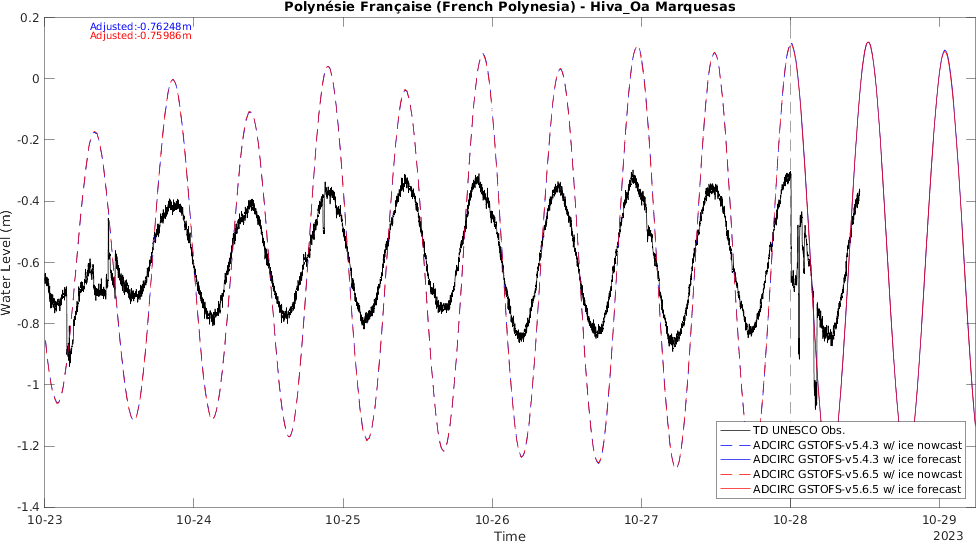 Polynésie Française (French Polynesia) - Hiva_Oa Marquesas
Adjusted:-0.76248m
Adjusted:-0.75986m
0.2
0
-0.2
-0.4
-0.6
-0.8
-1
-1.2
-1.4
Water Level (m)
TD UNESCO Obs.
ADCIRC GSTOFS-v5.4.3 w/ ice nowcast
ADCIRC GSTOFS-v5.4.3 w/ ice forecast
ADCIRC GSTOFS-v5.6.5 w/ ice nowcast
ADCIRC GSTOFS-v5.6.5 w/ ice forecast
10-23 10-24 10-25 10-26 10-27 10-28 10-29
Time
2023